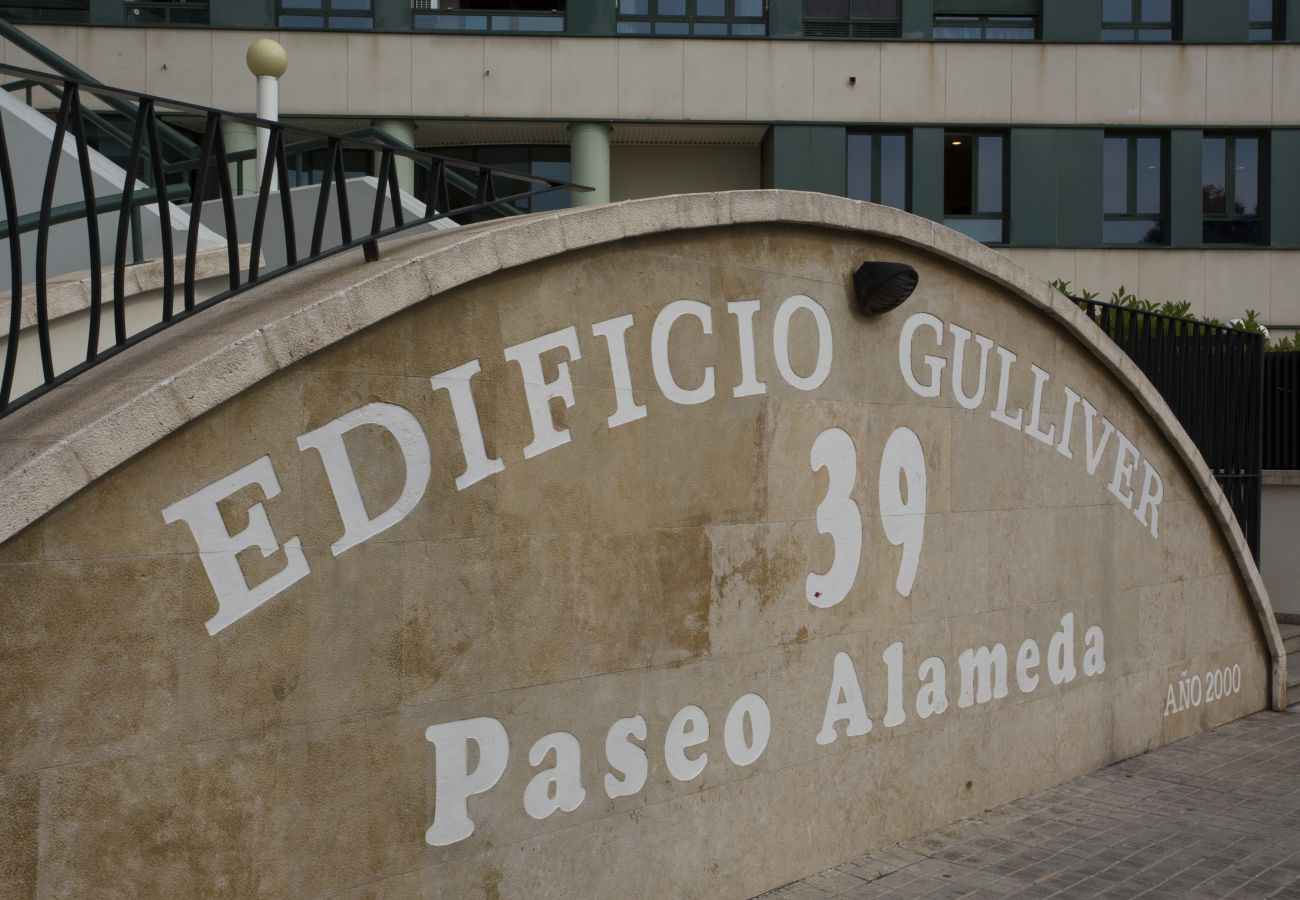 EDIFICIO GULLIVER
39
Paseo Alameda
AÑO 2000